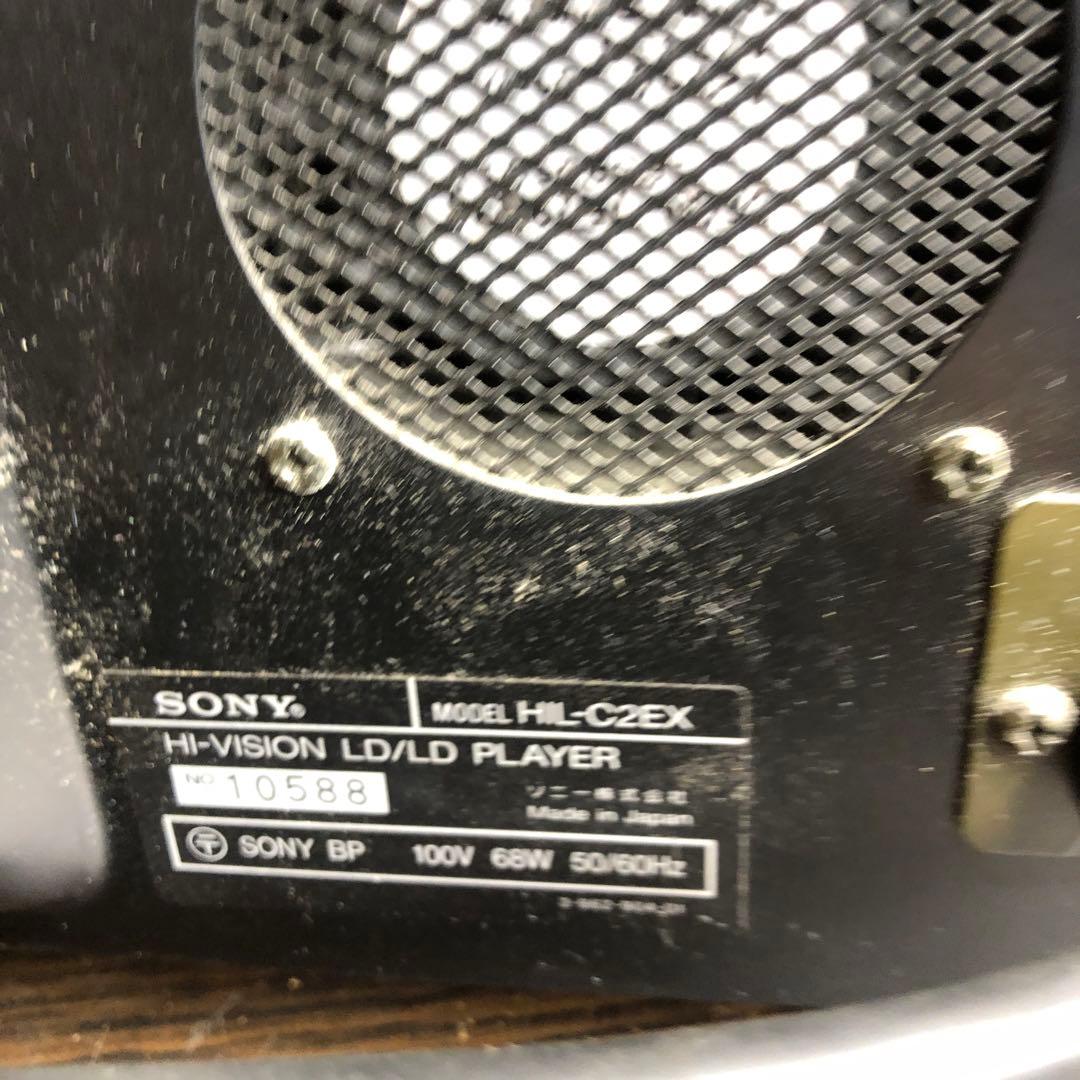 SONY® MODEL HIL-C2EX
HI-VISION LD/LD PLAYER
NO. 10588
ソニー株式会社
Made in Japan
SONY BP 100V 68W 50/60Hz